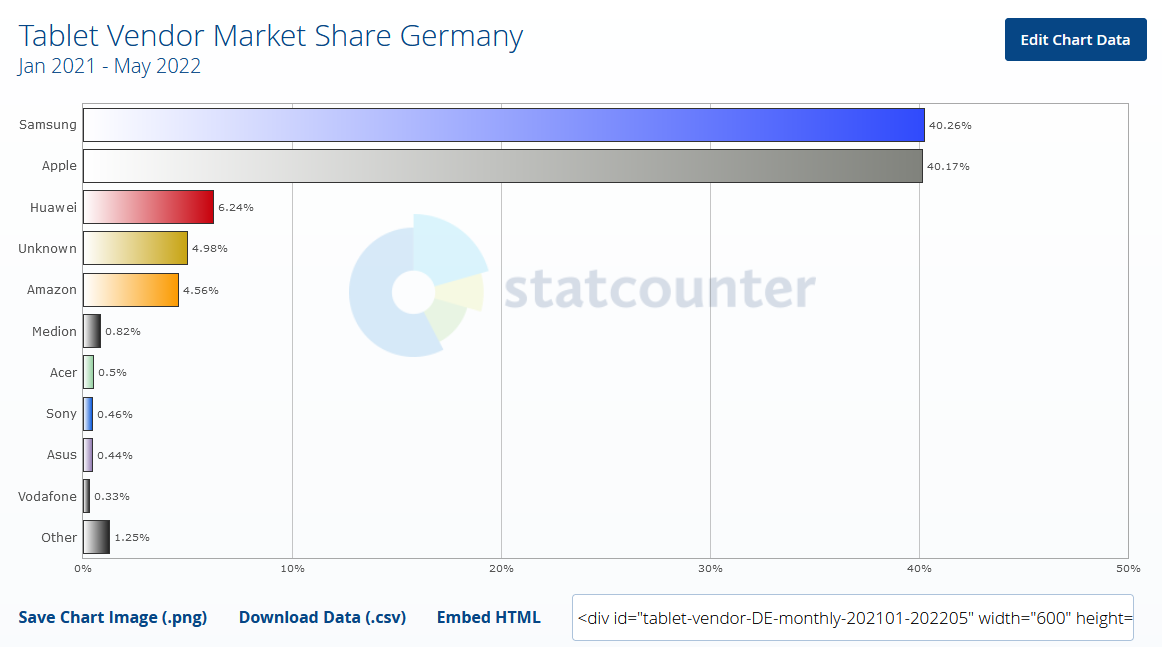 Tablet Vendor Market Share Germany
Edit Chart Data
Jan 2021 - May 2022
Samsung 40.26%
Apple 40.17%
Huawei 6.24%
Unknown 4.98%
Amazon 4.56%
statcounter
Medion 0.82%
Acer 0.5%
Sony 0.46%
Asus 0.44%
Vodafone 0.33%
Other 1.25%
0% 10% 20% 30% 40% 50%
Save Chart Image (.png) Download Data (.csv) Embed HTML <div id="tablet-vendor-DE-monthly-202101-202205" width="600" height=